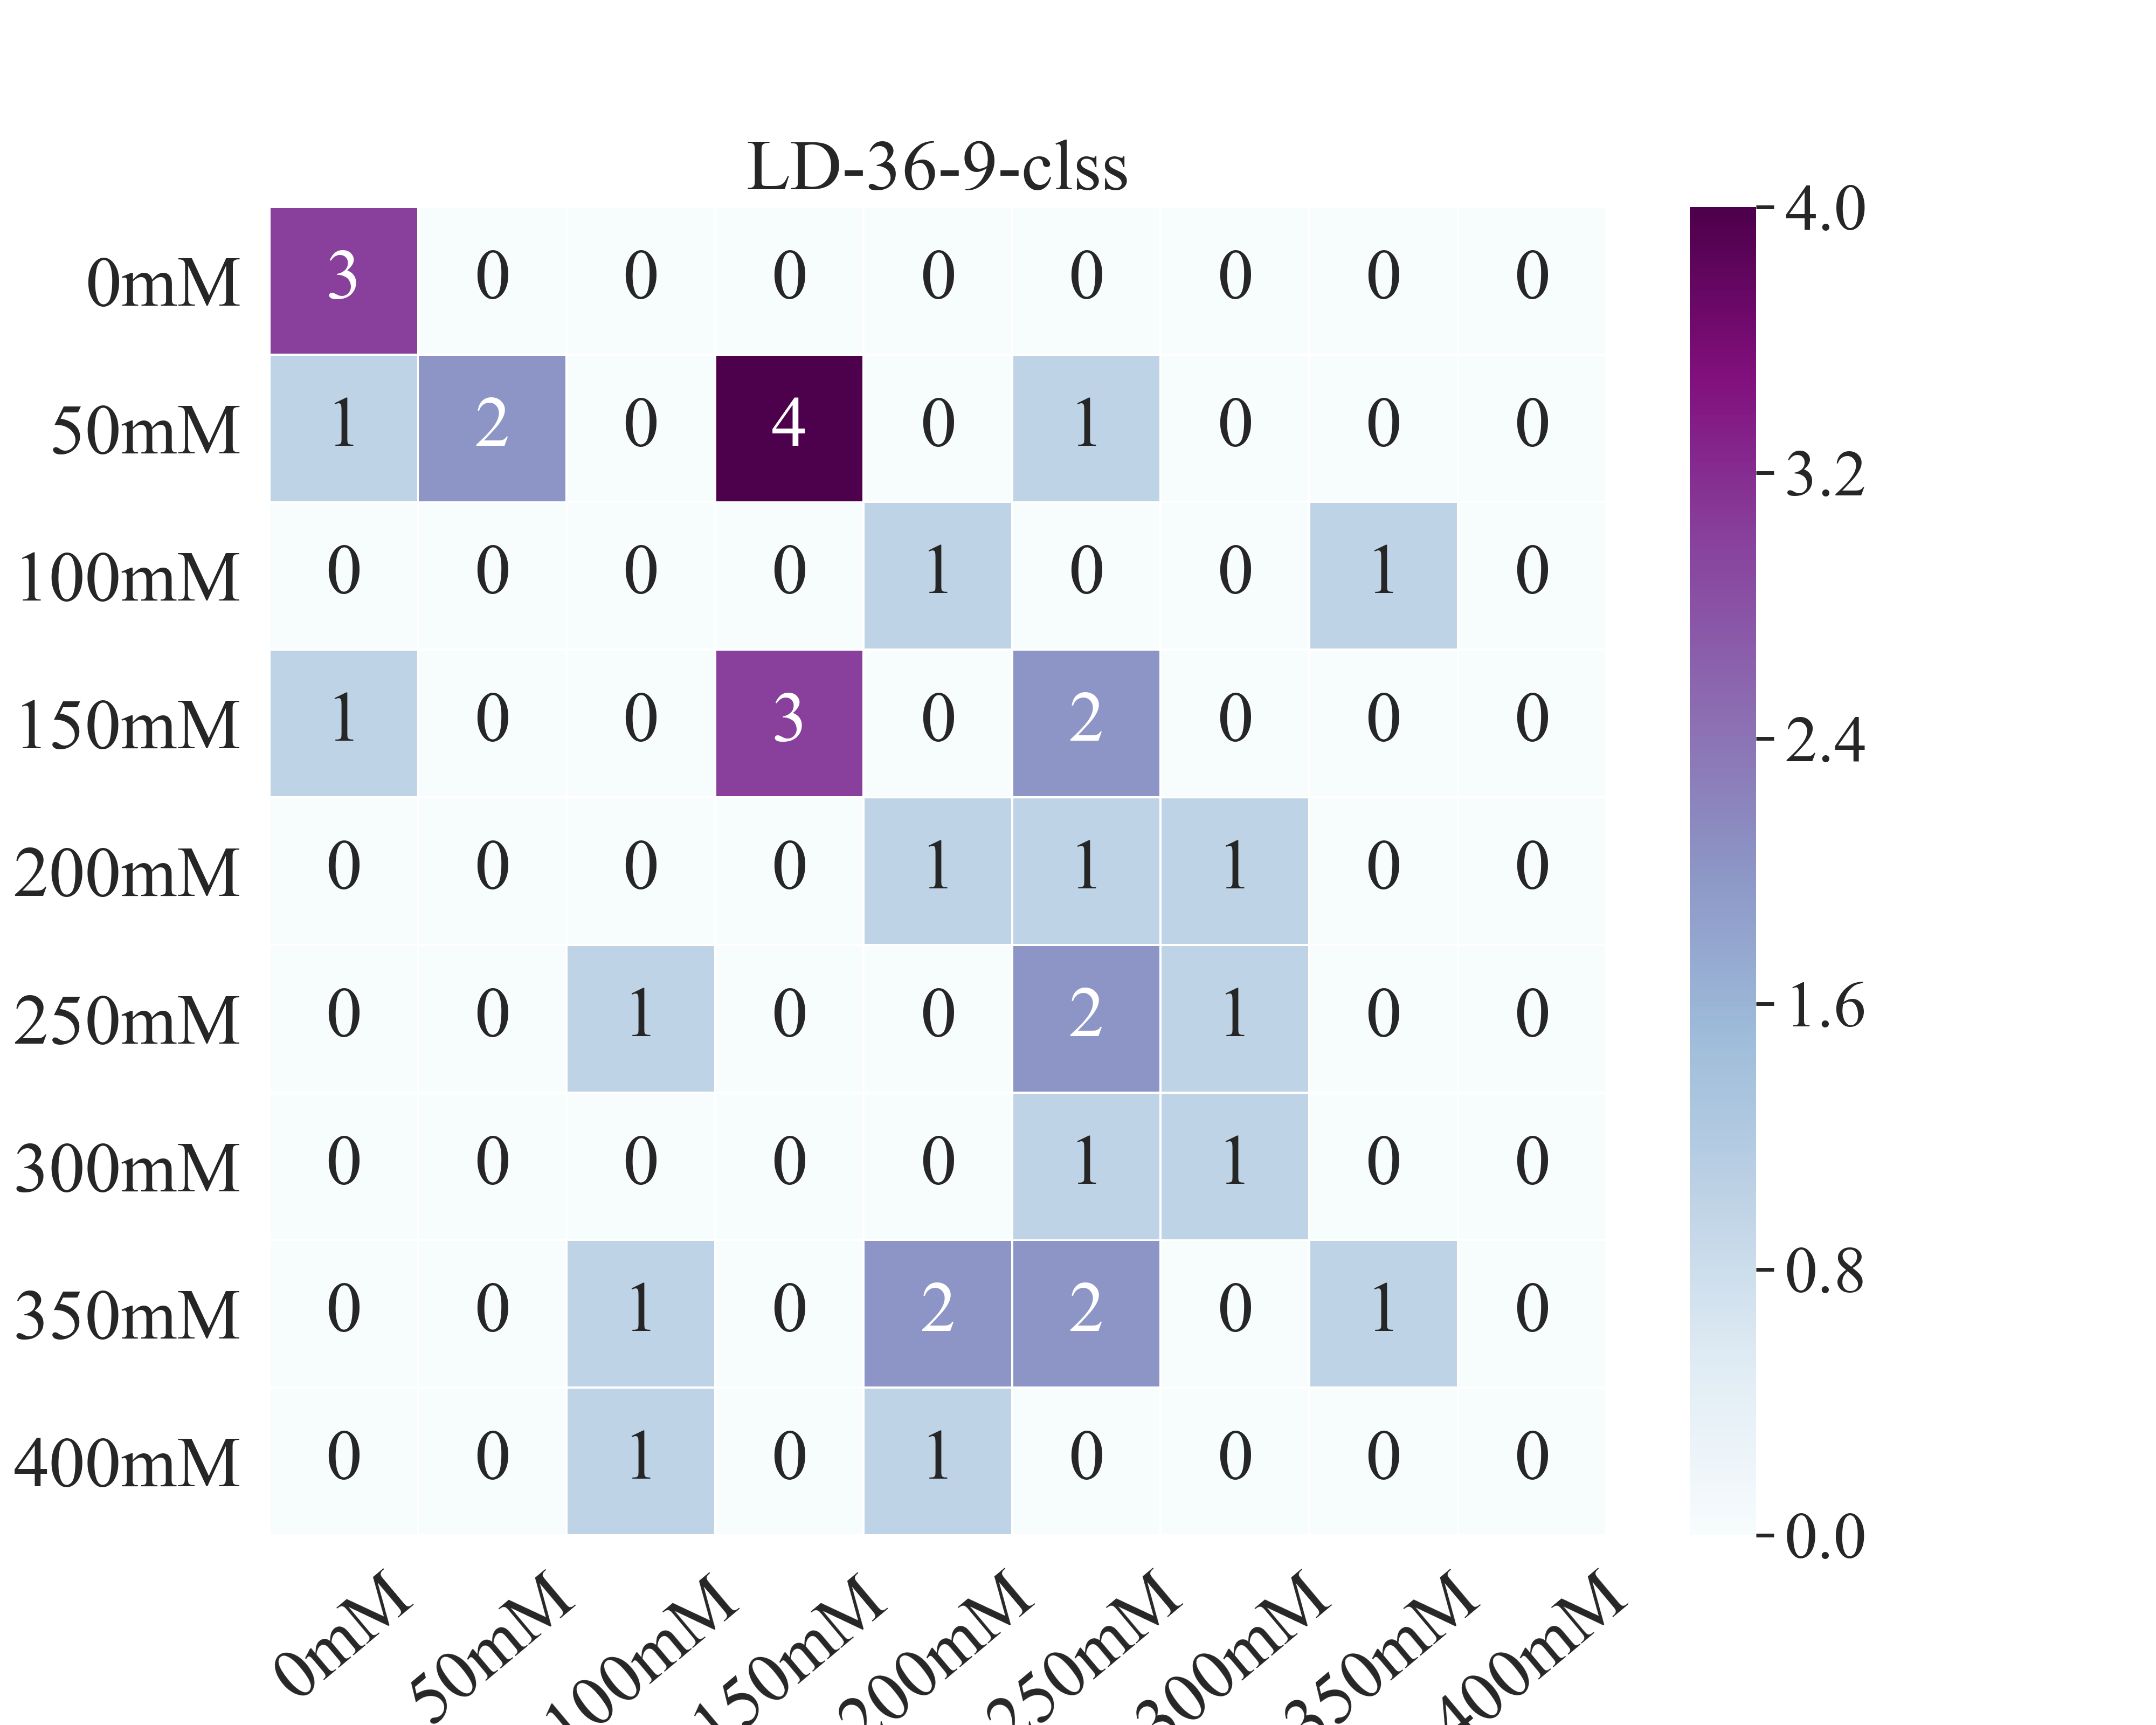 LD-36-9-clss
0mM 3 0 0 0 0 0 0 0 0
50mM 1 2 0 4 0 1 0 0 0
100mM 0 0 0 0 1 0 0 1 0
150mM 1 0 0 3 0 2 0 0 0
200mM 0 0 0 0 1 1 1 0 0
250mM 0 0 1 0 0 2 1 0 0
300mM 0 0 0 0 0 1 1 0 0
350mM 0 0 1 0 2 2 0 1 0
400mM 0 0 1 0 1 0 0 0 0
0mM 50mM 100mM 150mM 200mM 250mM 300mM 350mM 400mM
4.0
3.2
2.4
1.6
0.8
0.0